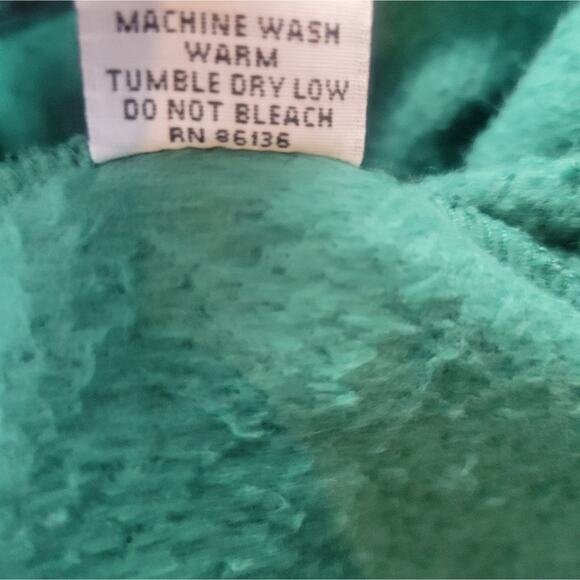 MACHINE WASH
WARM
TUMBLE DRY LOW
DO NOT BLEACH
RN 86136